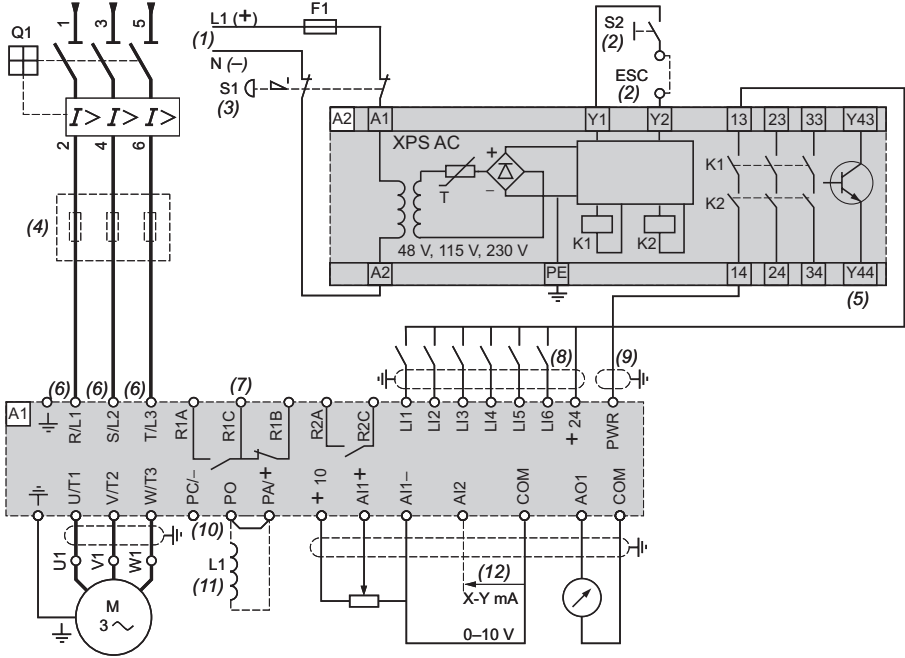 1 3 5
Q1
I> I> I>
2 4 6
(4)
L1 (+) F1
(1)
N (–)
S1
(3)
S2
(2)
ESC
(2)
A2 A1 Y1 Y2 13 23 33 Y43
XPS AC
+
–
T
K1
K2
K1 K2
48 V, 115 V, 230 V
A2 PE 14 24 34 Y44
(5)
(8) (9)
(6) (6) (6) (7)
A1
R/L1 S/L2 T/L3 R1A R1C R1B R2A R2C LI1 LI2 LI3 LI4 LI5 LI6 + 24 PWR
U/T1 V/T2 W/T3 PC/– PO PA/+ + 10 AI1+ AI1– AI2 COM AO1 COM
(10)
U1 V1 W1
L1
(11)
(12)
X-Y mA
M
3
0–10 V